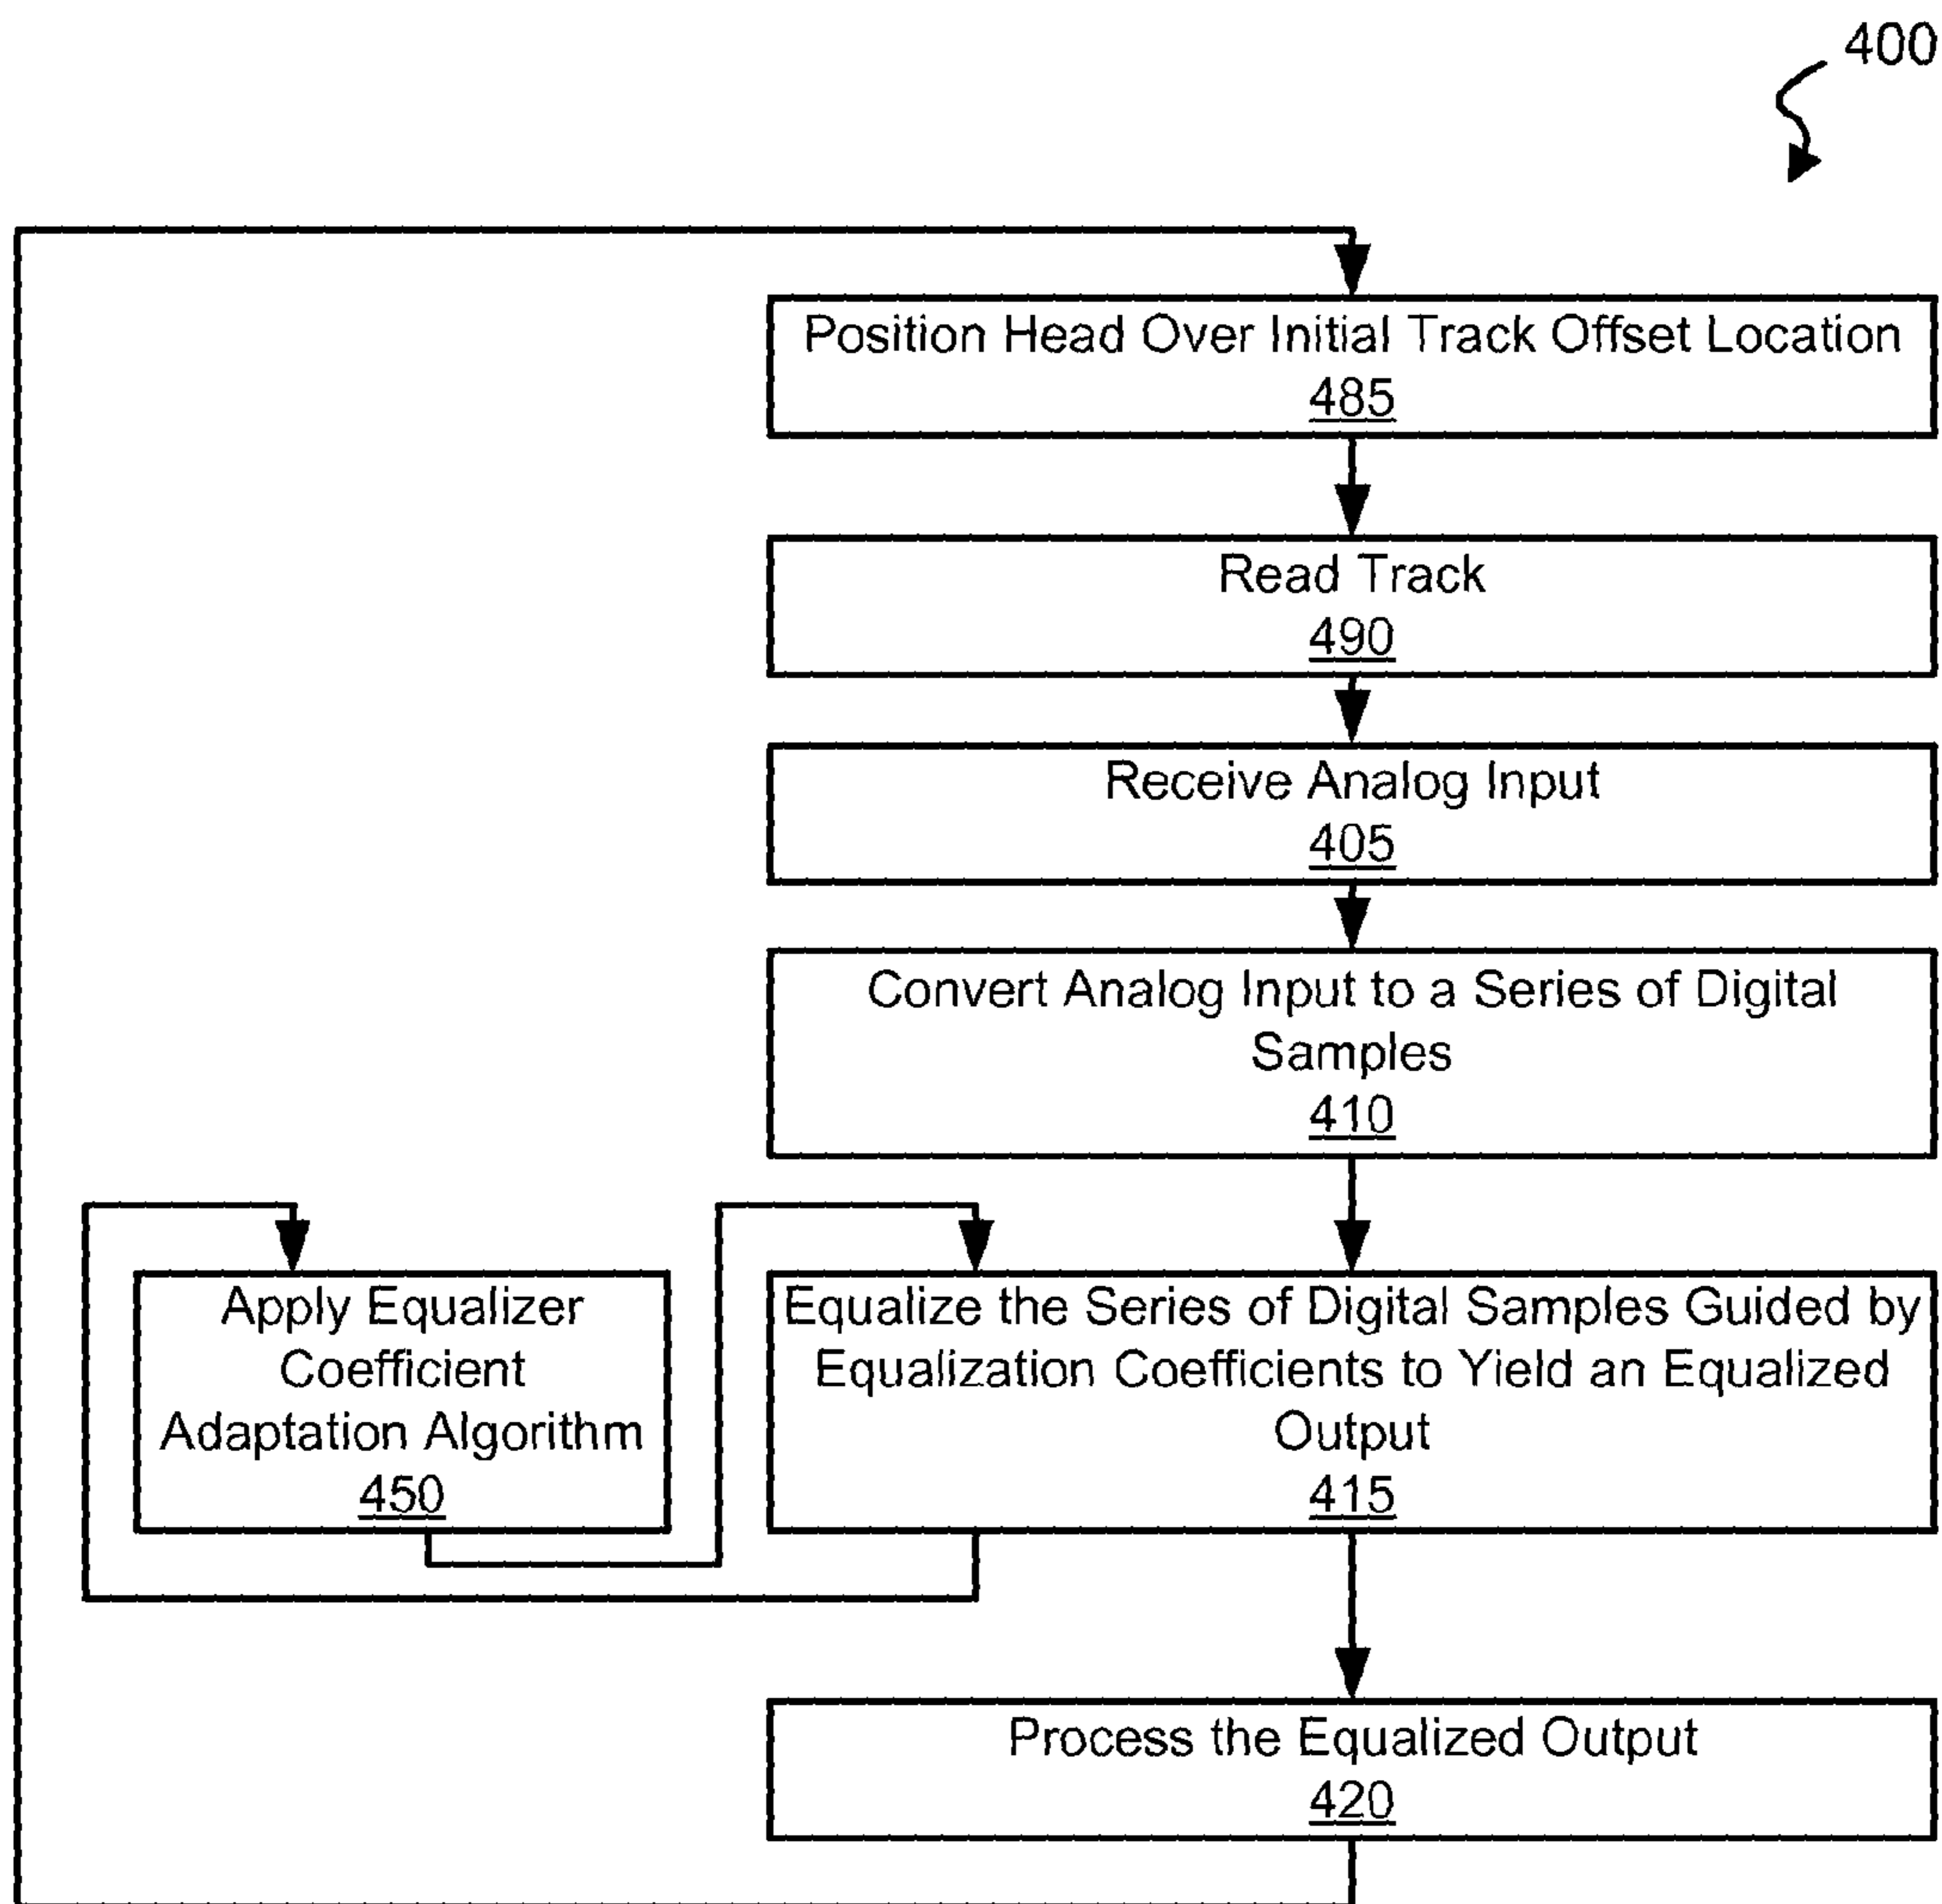 400
Position Head Over Initial Track Offset Location
485
Read Track
490
Receive Analog Input
405
Convert Analog Input to a Series of Digital
Samples
410
Apply Equalizer
Coefficient
Adaptation Algorithm
450
Equalize the Series of Digital Samples Guided by
Equalization Coefficients to Yield an Equalized
Output
415
Process the Equalized Output
420